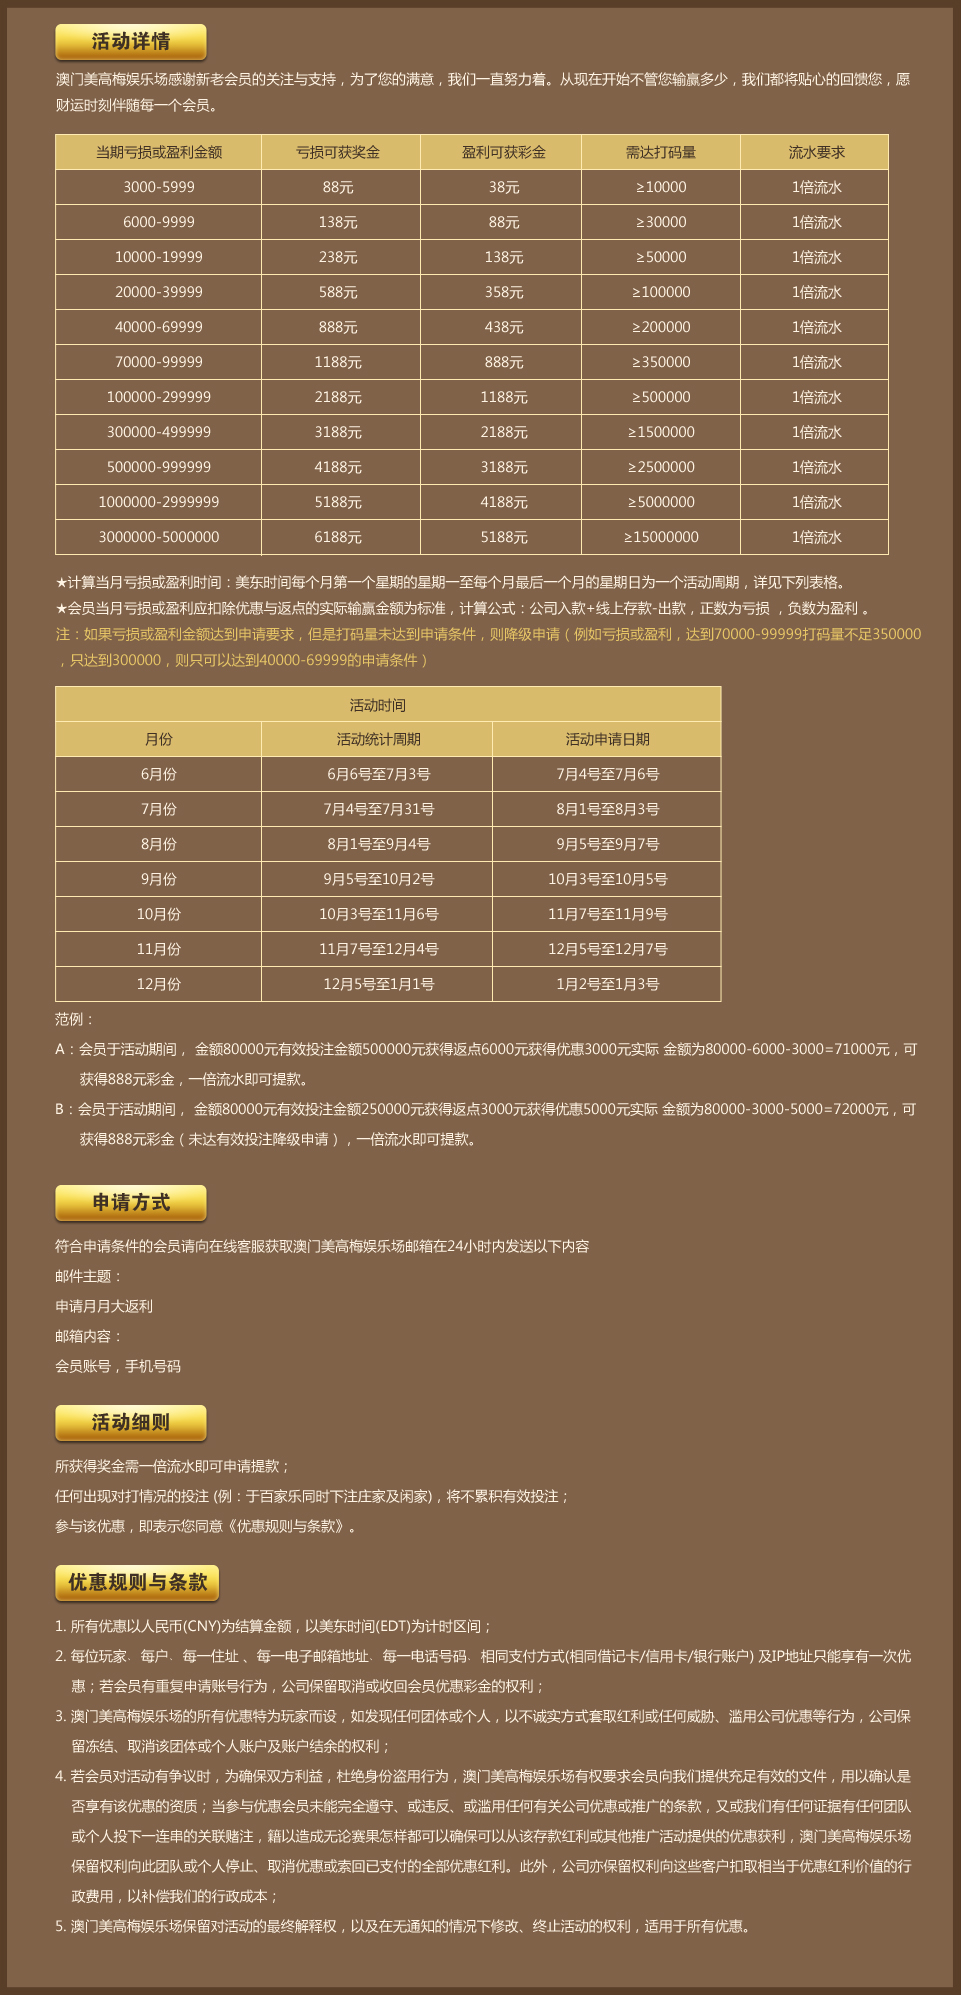 活动详情
澳门美高梅娱乐场感谢新老会员的关注与支持，为了您的满意，我们一直努力着。从现在开始不管您输赢多少，我们都将贴心的回馈您，愿
财运时刻伴随每一个会员。
当期亏损或盈利金额 亏损可获奖金 盈利可获彩金 需达打码量 流水要求
3000-5999 88元 38元 ≥10000 1倍流水
6000-9999 138元 88元 ≥30000 1倍流水
10000-19999 238元 138元 ≥50000 1倍流水
20000-39999 588元 358元 ≥100000 1倍流水
40000-69999 888元 438元 ≥200000 1倍流水
70000-99999 1188元 888元 ≥350000 1倍流水
100000-299999 2188元 1188元 ≥500000 1倍流水
300000-499999 3188元 2188元 ≥1500000 1倍流水
500000-999999 4188元 3188元 ≥2500000 1倍流水
1000000-2999999 5188元 4188元 ≥5000000 1倍流水
3000000-5000000 6188元 5188元 ≥15000000 1倍流水
★计算当月亏损或盈利时间：美东时间每个月第一个星期的星期一至每个月最后一个月的星期日为一个活动周期，详见下列表格。
★会员当月亏损或盈利应扣除优惠与返点的实际输赢金额为标准，计算公式：公司入款+线上存款-出款，正数为亏损 ，负数为盈利 。
注：如果亏损或盈利金额达到申请要求，但是打码量未达到申请条件，则降级申请（例如亏损或盈利，达到70000-99999打码量不足350000
，只达到300000，则只可以达到40000-69999的申请条件）
活动时间
月份 活动统计周期 活动申请日期
6月份 6月6号至7月3号 7月4号至7月6号
7月份 7月4号至7月31号 8月1号至8月3号
8月份 8月1号至9月4号 9月5号至9月7号
9月份 9月5号至10月2号 10月3号至10月5号
10月份 10月3号至11月6号 11月7号至11月9号
11月份 11月7号至12月4号 12月5号至12月7号
12月份 12月5号至1月1号 1月2号至1月3号
范例：
A：会员于活动期间， 金额80000元有效投注金额500000元获得返点6000元获得优惠3000元实际 金额为80000-6000-3000=71000元，可
获得888元彩金，一倍流水即可提款。
B：会员于活动期间， 金额80000元有效投注金额250000元获得返点3000元获得优惠5000元实际 金额为80000-3000-5000=72000元，可
获得888元彩金（未达有效投注降级申请），一倍流水即可提款。
申请方式
符合申请条件的会员请向在线客服获取澳门美高梅娱乐场邮箱在24小时内发送以下内容
邮件主题：
申请月月大返利
邮箱内容：
会员账号，手机号码
活动细则
所获得奖金需一倍流水即可申请提款；
任何出现对打情况的投注 (例：于百家乐同时下注庄家及闲家)，将不累积有效投注；
参与该优惠，即表示您同意《优惠规则与条款》。
优惠规则与条款
1. 所有优惠以人民币(CNY)为结算金额，以美东时间(EDT)为计时区间；
2. 每位玩家﹑每户﹑每一住址 、每一电子邮箱地址﹑每一电话号码﹑相同支付方式(相同借记卡/信用卡/银行账户) 及IP地址只能享有一次优
惠；若会员有重复申请账号行为，公司保留取消或收回会员优惠彩金的权利；
3. 澳门美高梅娱乐场的所有优惠特为玩家而设，如发现任何团体或个人，以不诚实方式套取红利或任何威胁、滥用公司优惠等行为，公司保
留冻结、取消该团体或个人账户及账户结余的权利；
4. 若会员对活动有争议时，为确保双方利益，杜绝身份盗用行为，澳门美高梅娱乐场有权要求会员向我们提供充足有效的文件，用以确认是
否享有该优惠的资质；当参与优惠会员未能完全遵守、或违反、或滥用任何有关公司优惠或推广的条款，又或我们有任何证据有任何团队
或个人投下一连串的关联赌注，籍以造成无论赛果怎样都可以确保可以从该存款红利或其他推广活动提供的优惠获利，澳门美高梅娱乐场
保留权利向此团队或个人停止、取消优惠或索回已支付的全部优惠红利。此外，公司亦保留权利向这些客户扣取相当于优惠红利价值的行
政费用，以补偿我们的行政成本；
5. 澳门美高梅娱乐场保留对活动的最终解释权，以及在无通知的情况下修改、终止活动的权利，适用于所有优惠。